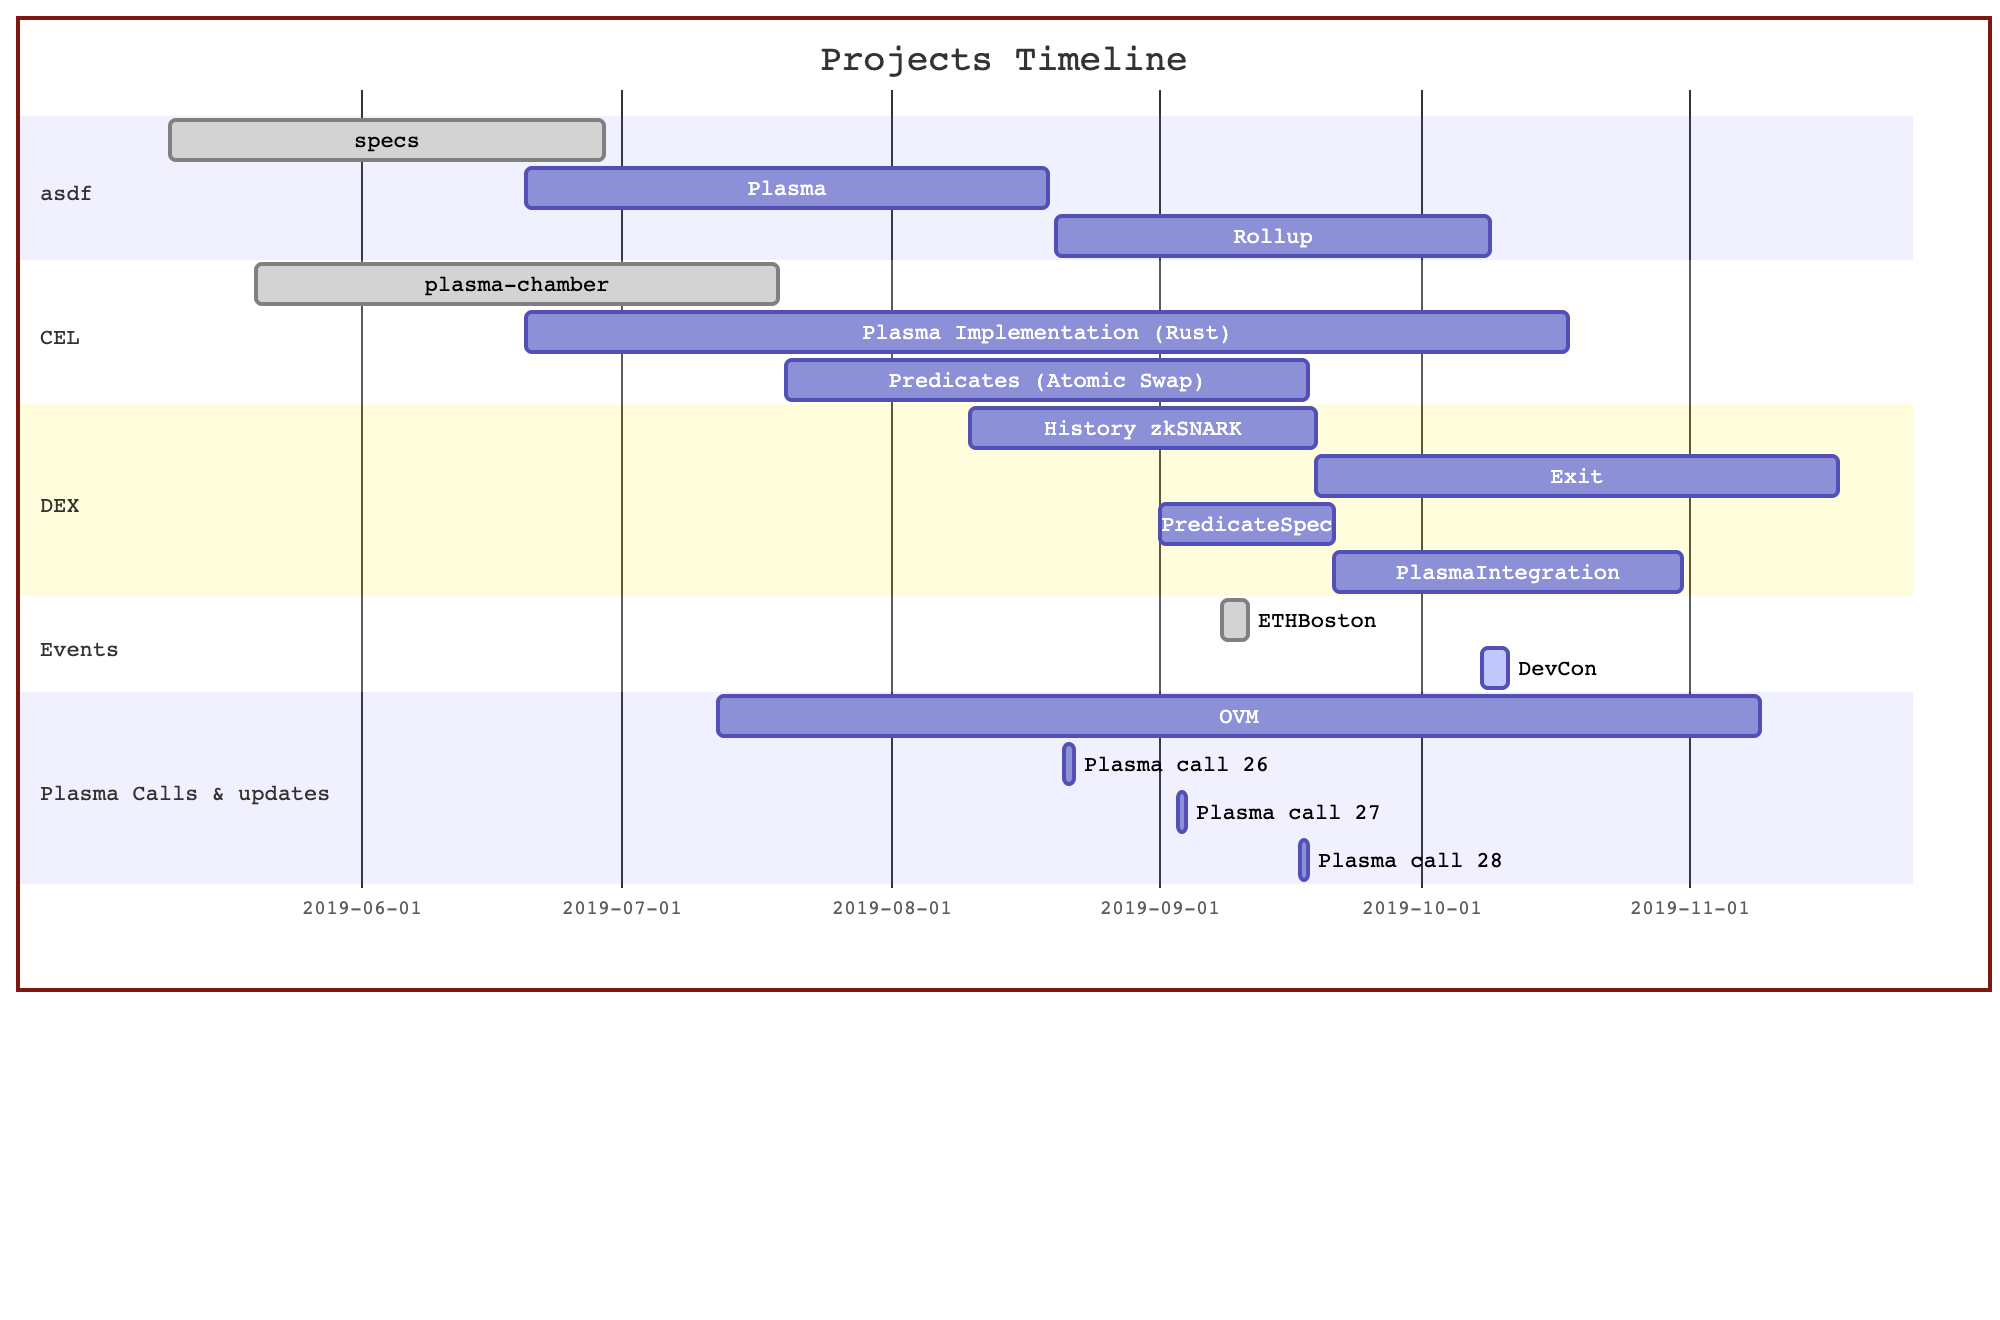 Projects Timeline
asdf
specs
Plasma
Rollup
CEL
plasma-chamber
Plasma Implementation (Rust)
Predicates (Atomic Swap)
DEX
History zkSNARK
Exit
PredicateSpec
PlasmaIntegration
Events
ETHBoston
DevCon
Plasma Calls & updates
OVM
Plasma call 26
Plasma call 27
Plasma call 28
2019-06-01 2019-07-01 2019-08-01 2019-09-01 2019-10-01 2019-11-01